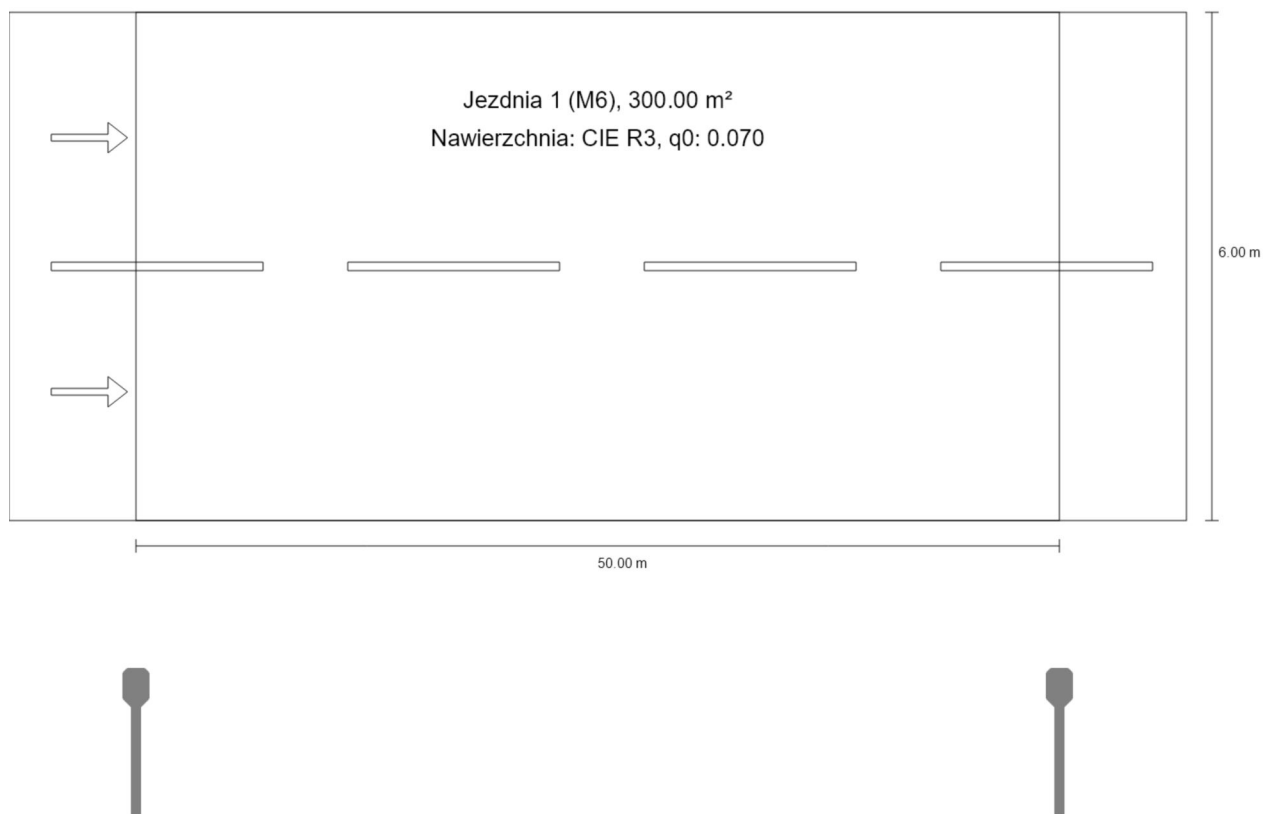 Jezdnia 1 (M6), 300.00 m²
Nawierzchnia: CIE R3, q0: 0.070
6.00 m
50.00 m